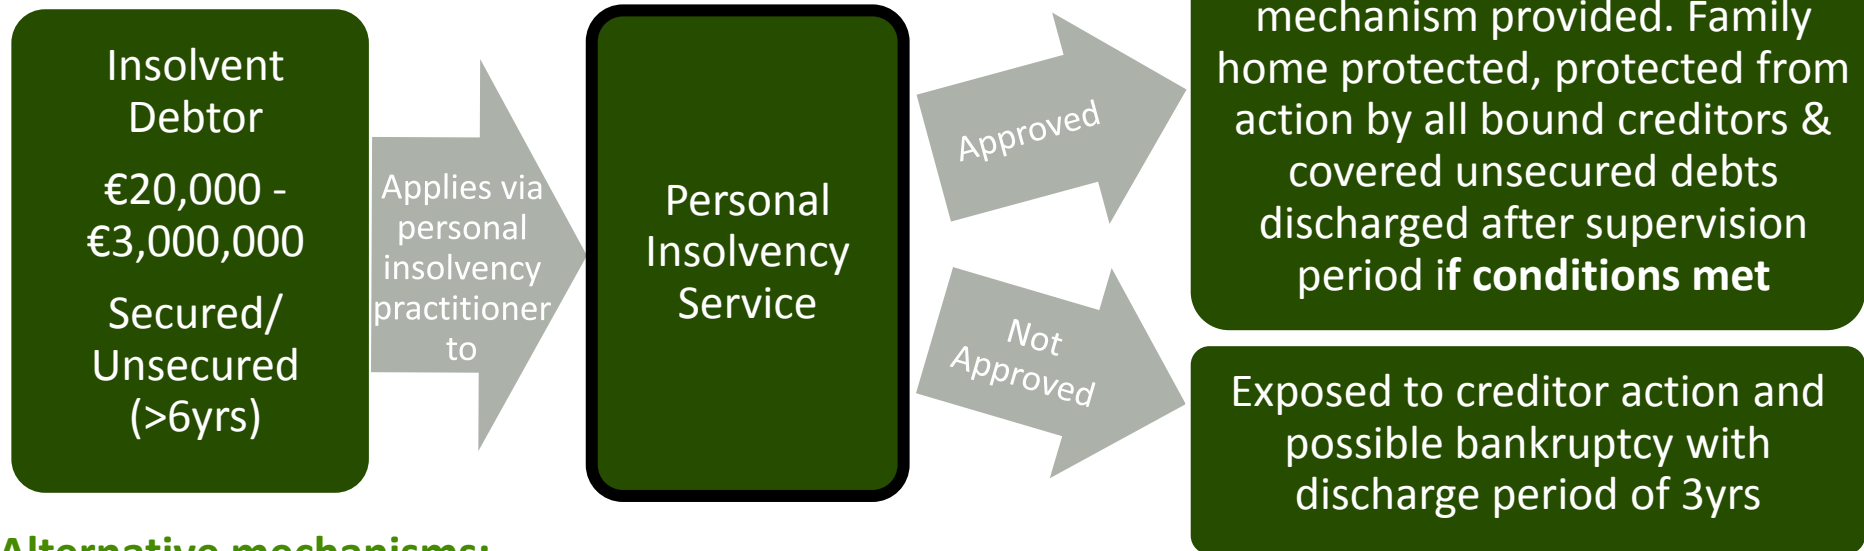 Insolvent
Debtor
€20,000 -
€3,000,000
Secured/
Unsecured
(>6yrs)
Applies via
personal
insolvency
practitioner
to
Personal
Insolvency
Service
Approved
Not
Approved
mechanism provided. Family
home protected, protected from
action by all bound creditors &
covered unsecured debts
discharged after supervision
period if conditions met
Exposed to creditor action and
possible bankruptcy with
discharge period of 3yrs
Alternative mechanisms: